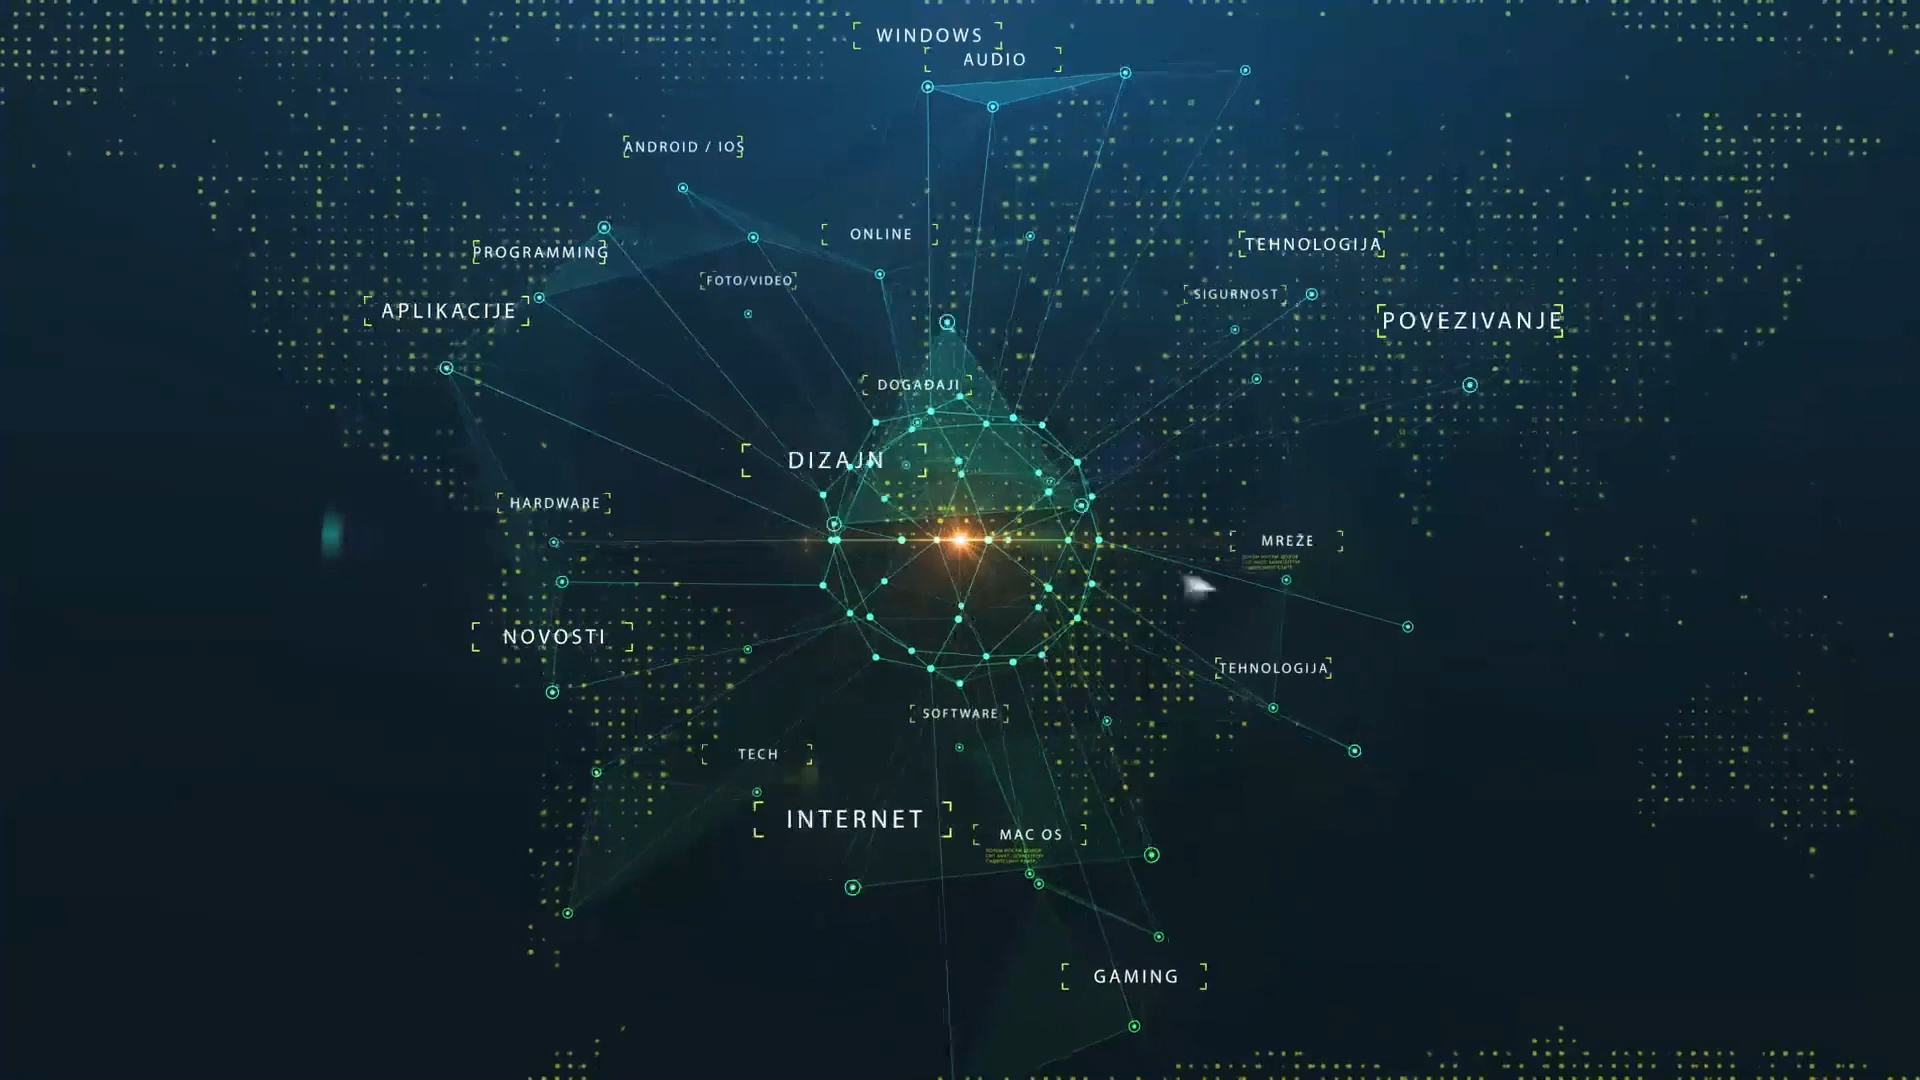 WINDOWS
AUDIO
ANDROID / IOS
ONLINE
TEHNOLOGIJA
PROGRAMMING
FOTO/VIDEO
SIGURNOST
APLIKACIJE
POVEZIVANJE
DOGAĐAJI
DIZAJN
HARDWARE
MREŽE
NOVOSTI
TEHNOLOGIJA
SOFTWARE
TECH
INTERNET
MAC OS
GAMING